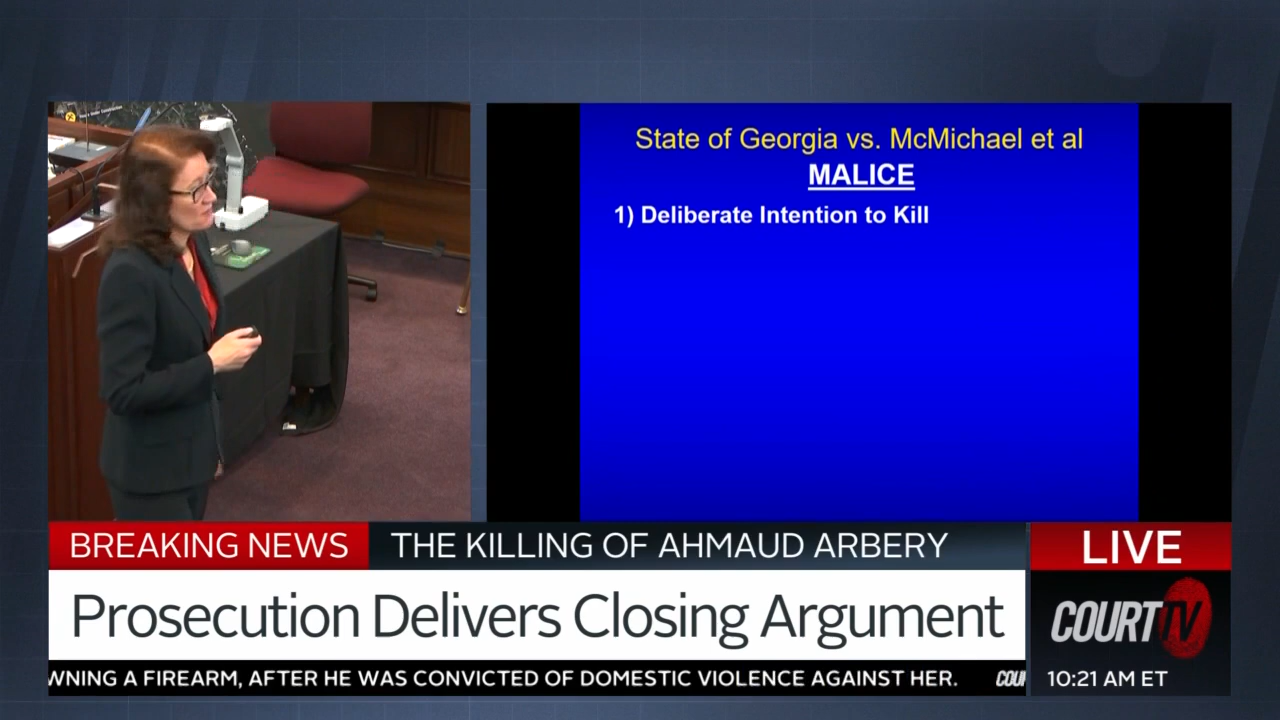 State of Georgia vs. McMichael et al
MALICE
1) Deliberate Intention to Kill
BREAKING NEWS
THE KILLING OF AHMAUD ARBERY
LIVE
Prosecution Delivers Closing Argument
COURT TV
WNING A FIREARM, AFTER HE WAS CONVICTED OF DOMESTIC VIOLENCE AGAINST HER.
COU
10:21 AM ET